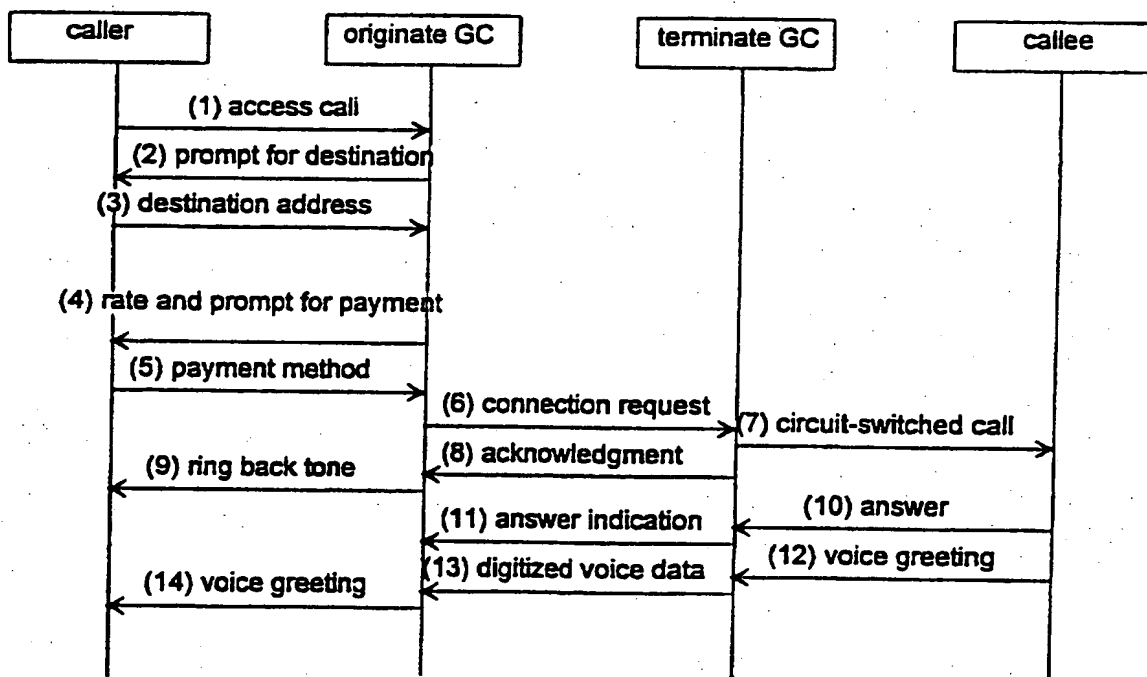 caller
originate GC
terminate GC
callee
(1) access call
(2) prompt for destination
(3) destination address
(4) rate and prompt for payment
(5) payment method
(6) connection request
(7) circuit-switched call
(8) acknowledgment
(9) ring back tone
(10) answer
(11) answer indication
(12) voice greeting
(13) digitized voice data
(14) voice greeting